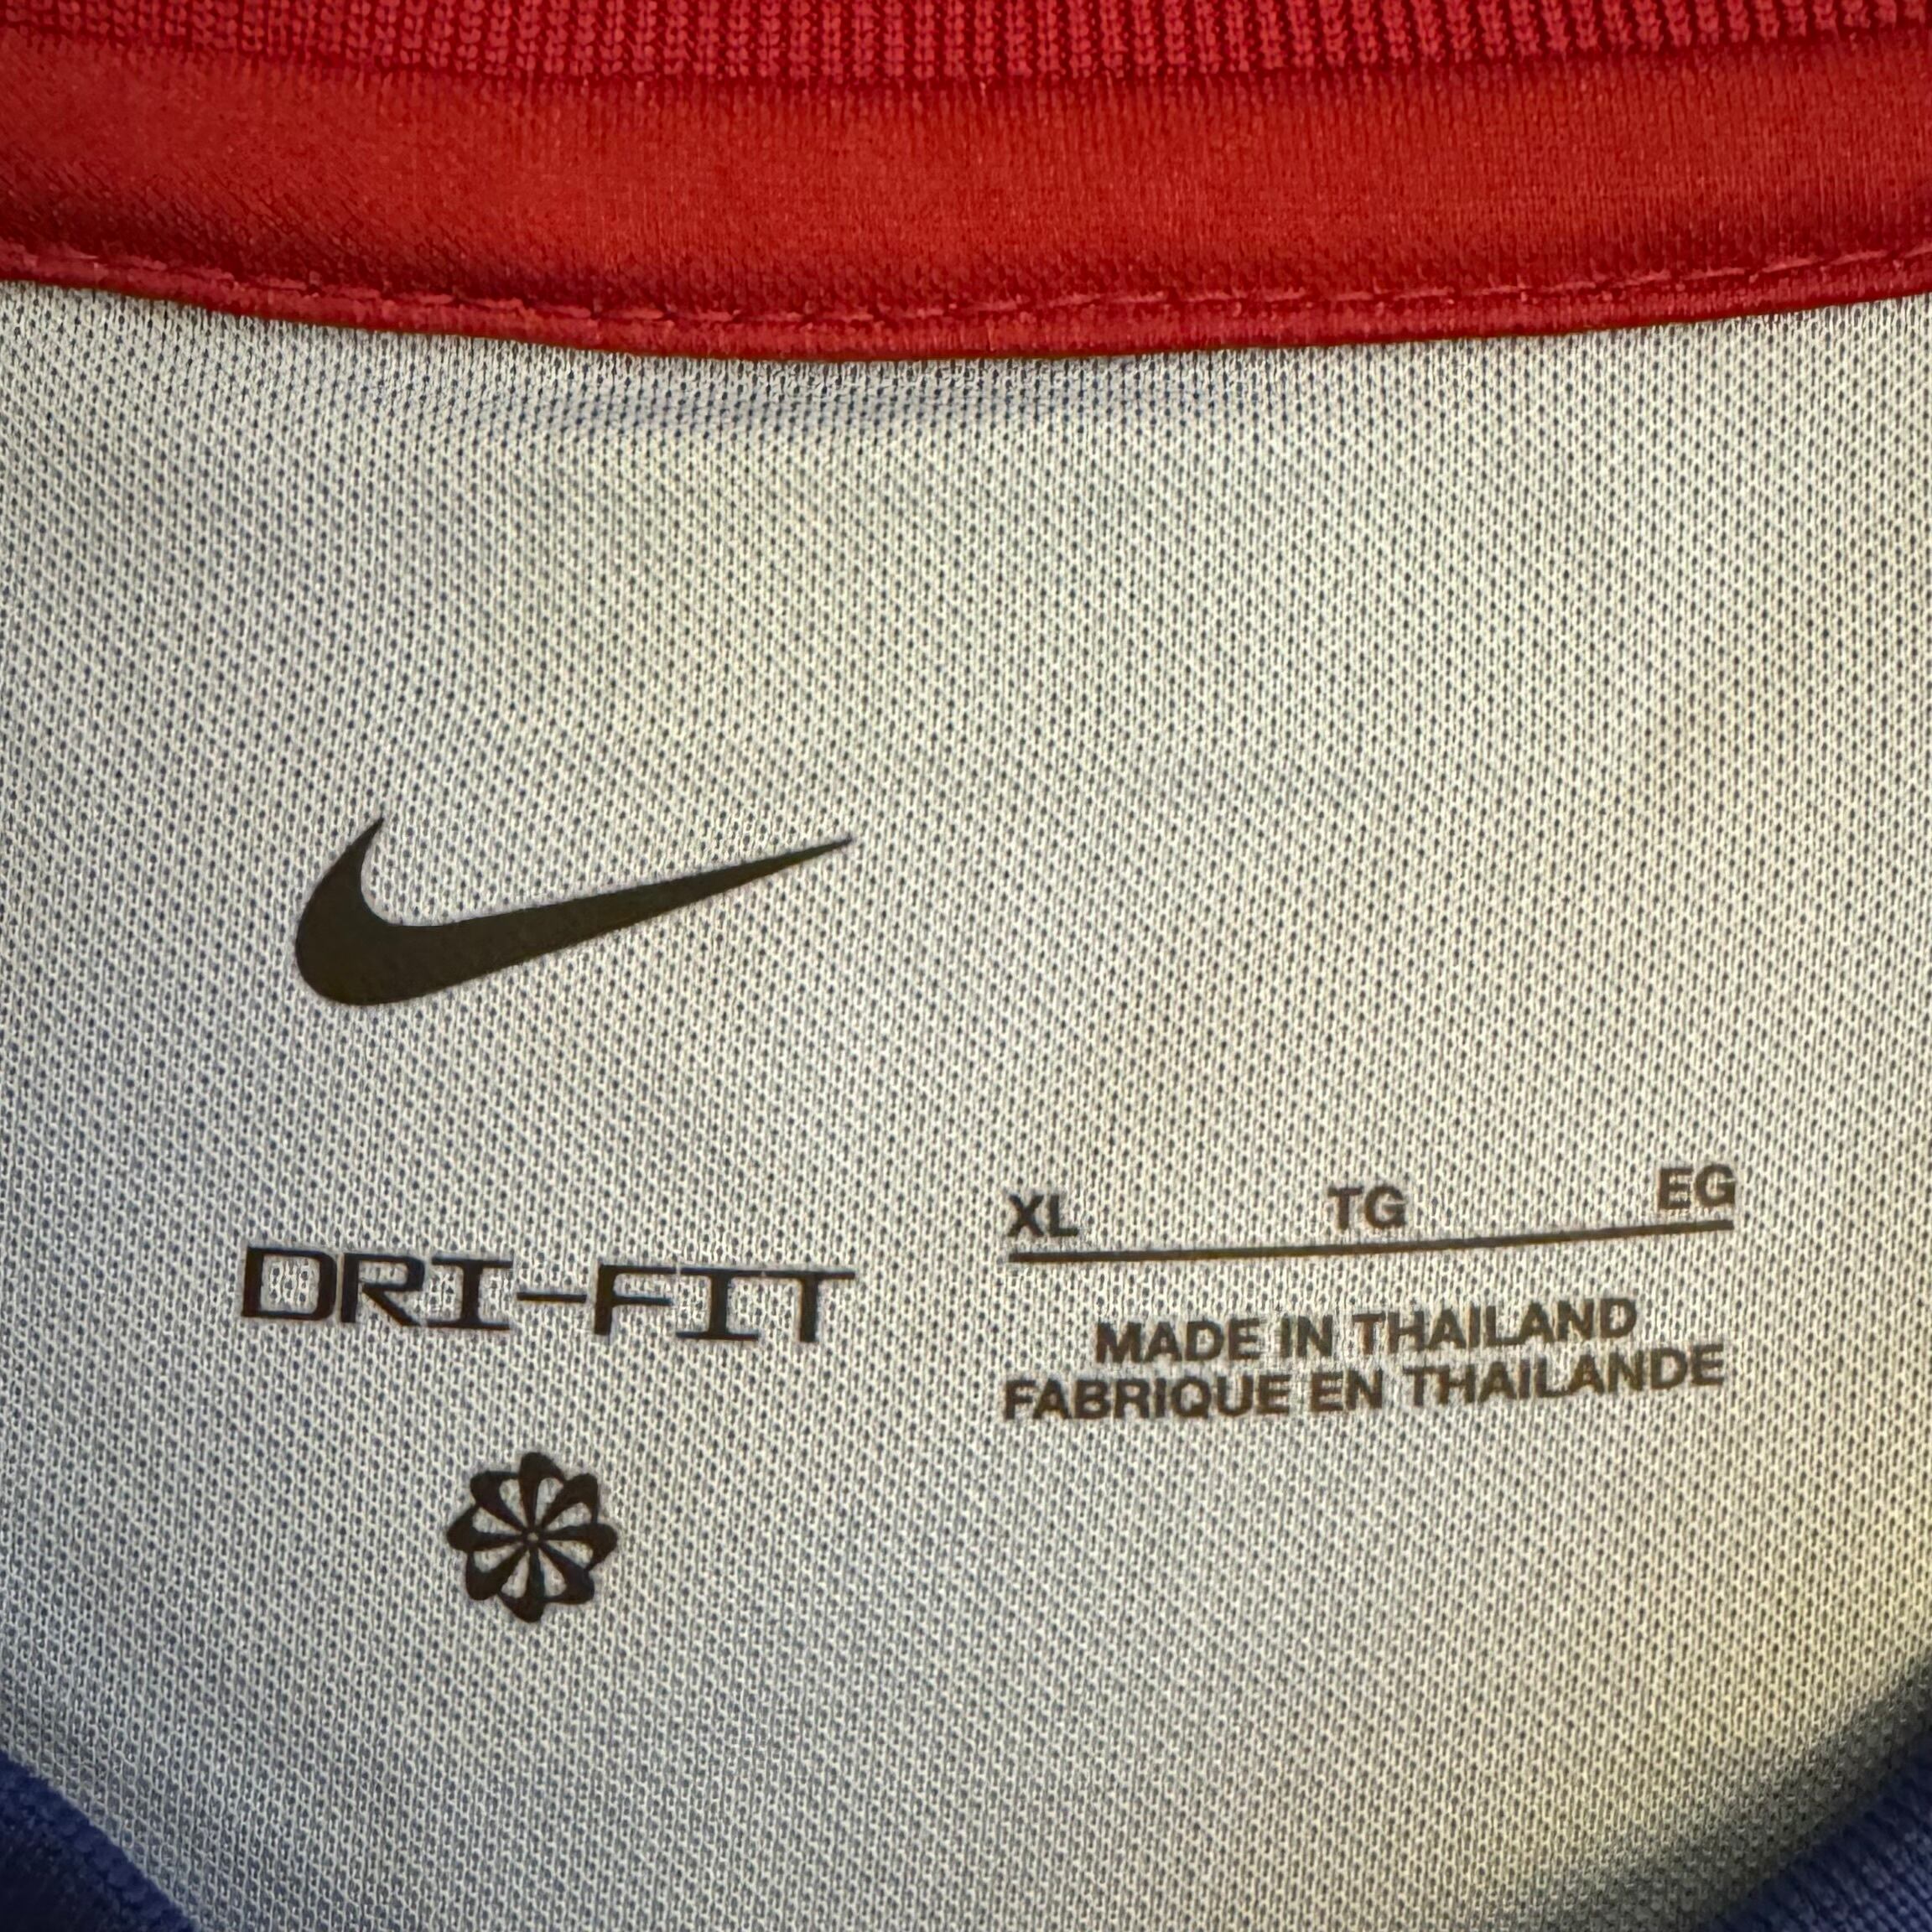 XL TG EG
DRI-FIT
MADE IN THAILAND
FABRIQUE EN THAILANDE